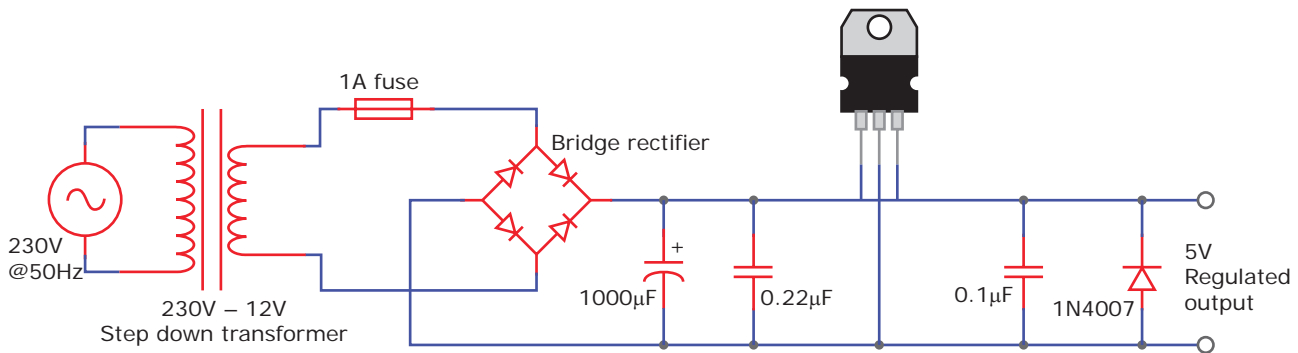 1A fuse
Bridge rectifier
230V
@50Hz
230V – 12V
Step down transformer
+
1000μF
0.22μF
0.1μF
1N4007
5V
Regulated
output